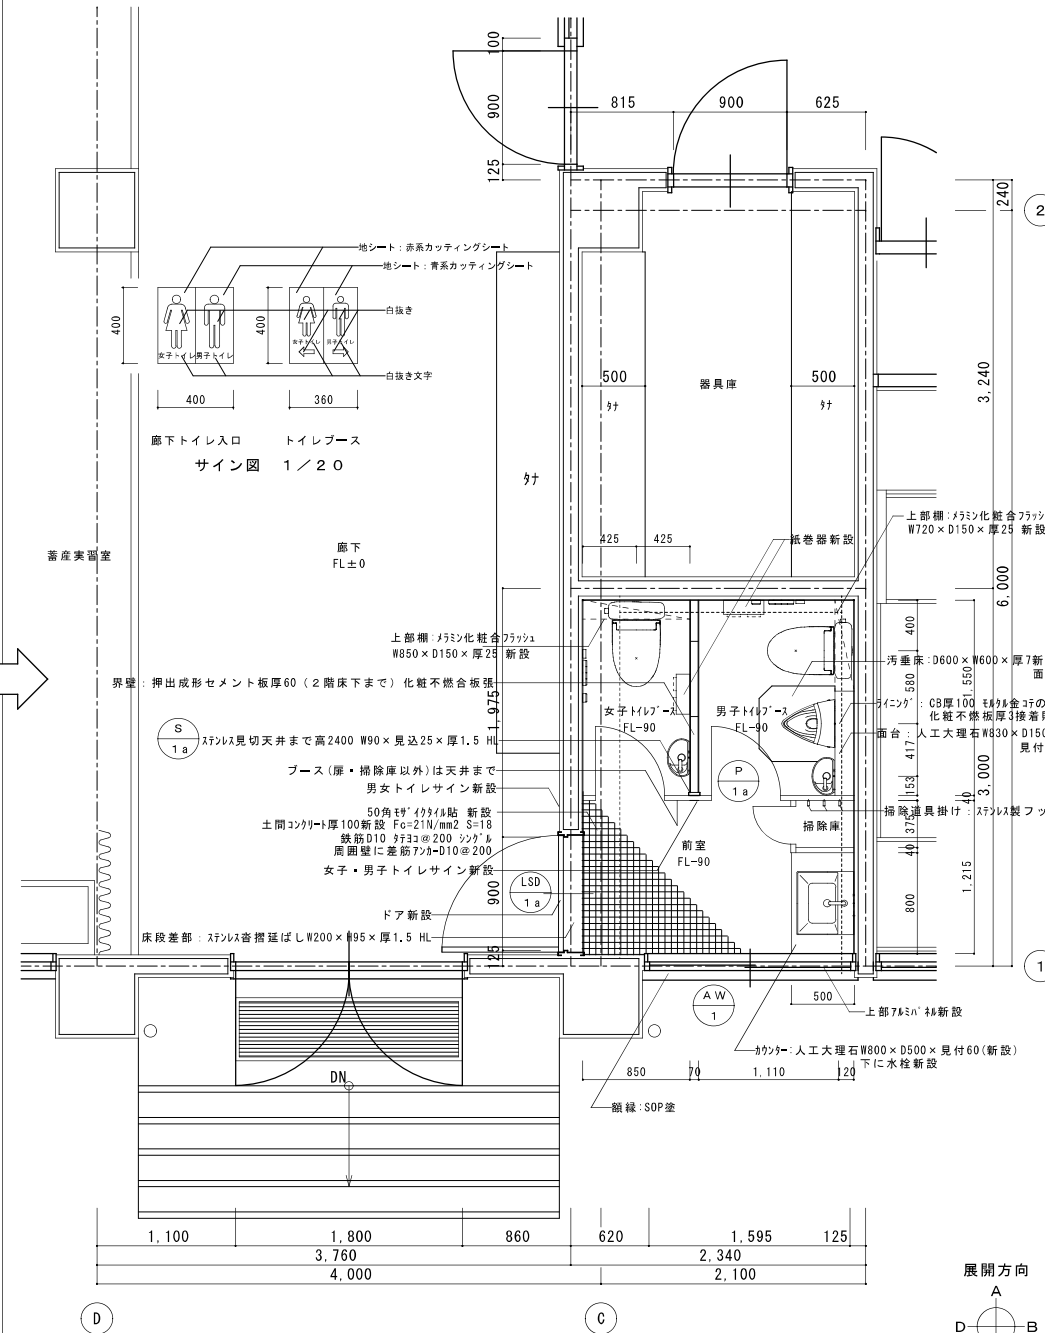 100
815
900
625
900
125
240
2
地シート：赤系カッティングシート
地シート：青系カッティングシート
白抜き
400
400
女子トイレ
男子トイレ
女子トイレ
男子トイレ
白抜き文字
400
360
廊下トイレ入口
トイレブース
サイン図　１／２０
500
器具庫
500
ﾀﾅ
ﾀﾅ
3,240
ﾀﾅ
上部棚：ﾒﾗﾐﾝ化粧合フラッシ
W720×D150×厚25 新設
蓄産実習室
廊下
FL±0
425
425
紙巻器新設
6,000
上部棚：ﾒﾗﾐﾝ化粧合フラッシュ
W850×D150×厚25 新設
400
汚垂床：D600×W600×厚7新
面
界壁：押出成形セメント板厚60（２階床下まで）化粧不燃合板張
580
1,550
ﾗｲﾆﾝｸﾞ：CB厚100 ﾓﾙﾀﾙ金ゴテの
化粧不燃板厚3接着
女子ﾄｲﾚﾌﾞｰｽ
FL-90
男子ﾄｲﾚﾌﾞｰｽ
FL-90
1,975
S
1a
ｽﾃﾝﾚｽ見切天井まで高2400 W90×見込25×厚1.5 HL
面台：人工大理石W830×D150
見付
417
ブース(扉・掃除庫以外)は天井まで
P
1a
153
3,000
男女トイレサイン新設
40
50角ﾓｻﾞｲｸﾀｲﾙ貼 新設
土間ｺﾝｸﾘｰﾄ厚100新設 Fc=21N/mm2 S=18
鉄筋D10 ﾀﾃﾖｺ@200 ｼﾝｸﾞﾙ
周囲壁に差筋ｱﾝｶｰD10@200
掃除道具掛け：ｽﾃﾝﾚｽ製フッ
375
掃除庫
前室
FL-90
40
女子・男子トイレサイン新設
1,215
LSD
1a
900
800
ドア新設
床段差部：ｽﾃﾝﾚｽ沓摺延ばしW200×H95×厚1.5 HL
125
1
AW
1
500
上部ｱﾙﾐﾊﾟﾈﾙ新設
ｶｳﾝﾀｰ：人工大理石W800×D500×見付60(新設)
下に水栓新設
DN
850
70
1,110
120
額縁：SOP塗
1,100
1,800
860
620
1,595
125
3,760
2,340
4,000
2,100
展開方向
A
D
B
D
C